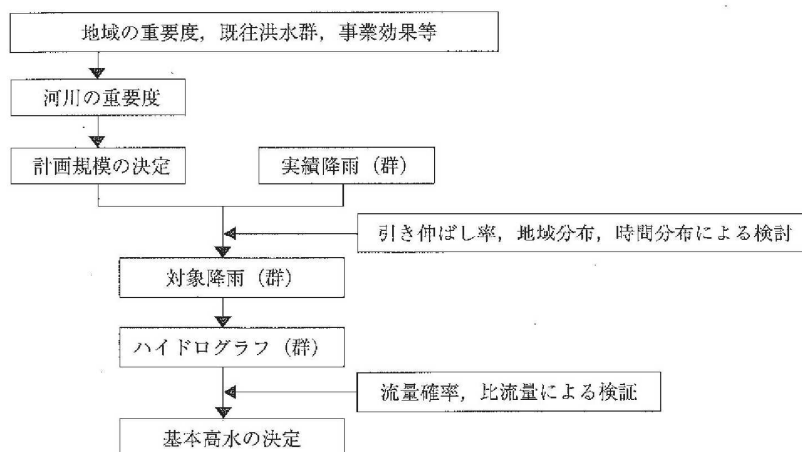 地域の重要度，既往洪水群，事業効果等
河川の重要度
計画規模の決定
実績降雨（群）
引き伸ばし率，地域分布，時間分布による検討
対象降雨（群）
ハイドログラフ（群）
流量確率，比流量による検証
基本高水の決定